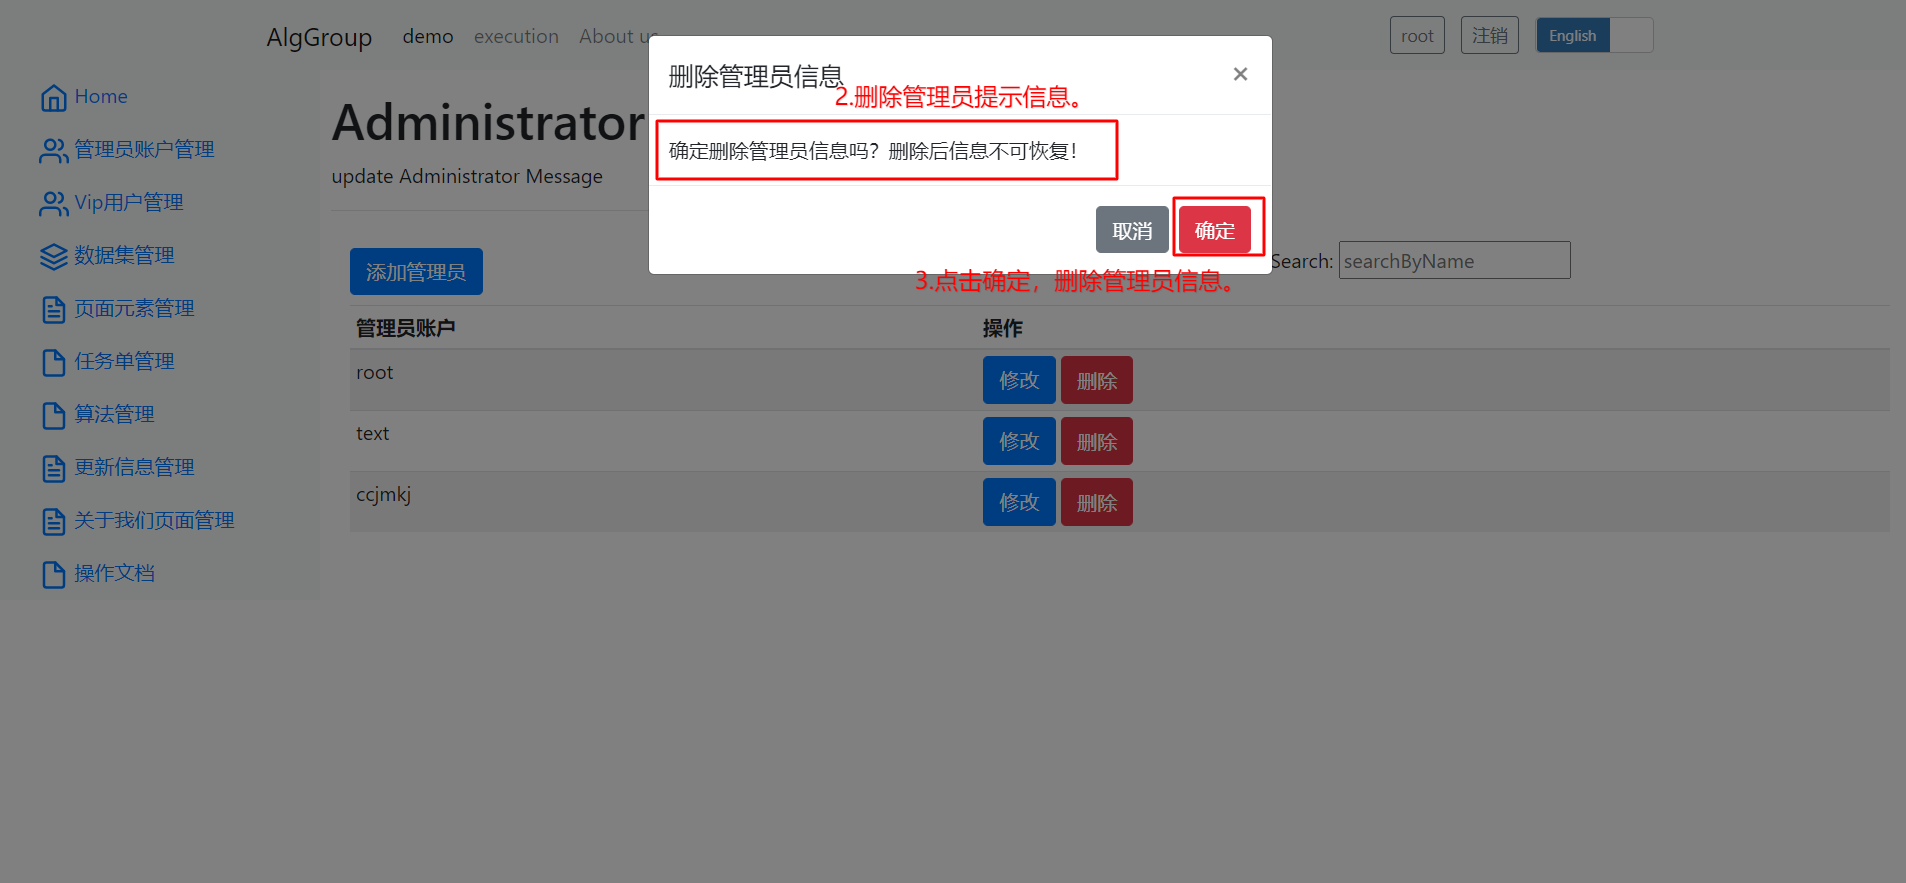 AlgGroup demo execution About us
root 注销 English
删除管理员信息 ×
2.删除管理员提示信息。
确定删除管理员信息吗？删除后信息不可恢复！
取消 确定
3.点击确定，删除管理员信息。
Home
管理员账户管理
Vip用户管理
数据集管理
页面元素管理
任务单管理
算法管理
更新信息管理
关于我们页面管理
操作文档
Administrator
update Administrator Message
添加管理员
Search: searchByName
管理员账户 操作
root 修改 删除
text 修改 删除
ccjmkj 修改 删除